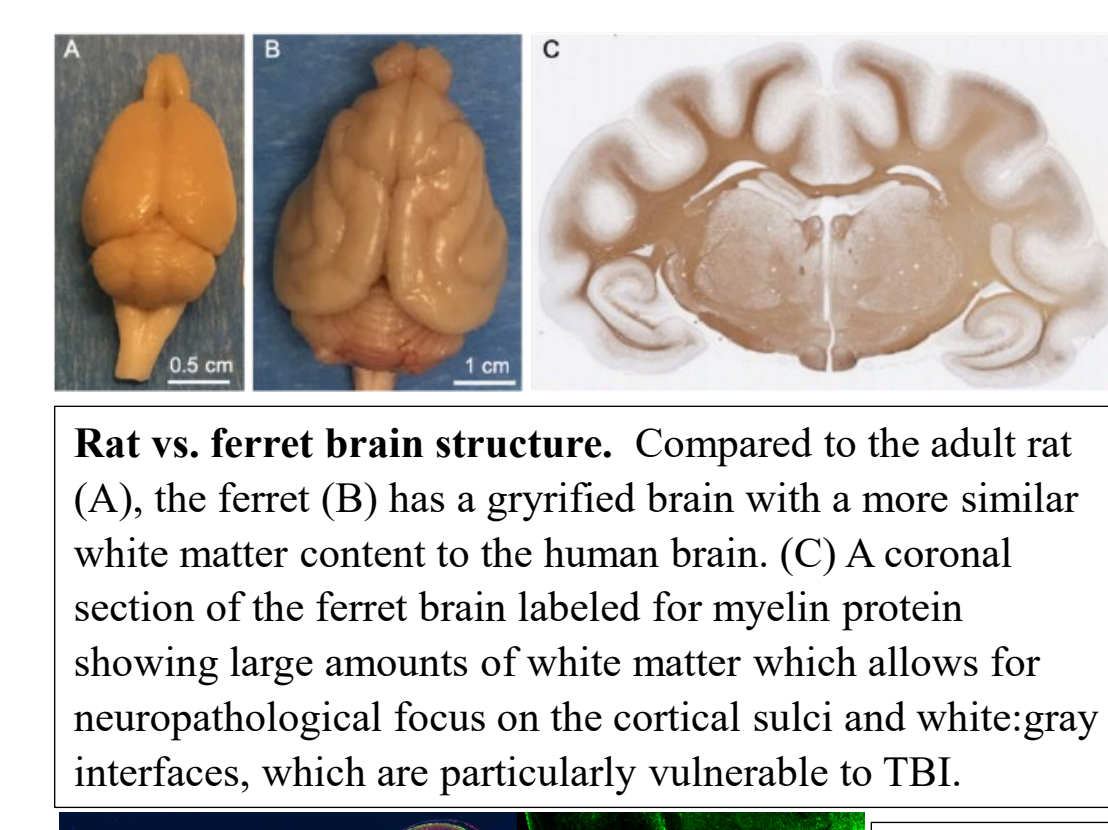 A
B
C
0.5 cm
1 cm
Rat vs. ferret brain structure. Compared to the adult rat
(A), the ferret (B) has a gryrified brain with a more similar
white matter content to the human brain. (C) A coronal
section of the ferret brain labeled for myelin protein
showing large amounts of white matter which allows for
neuropathological focus on the cortical sulci and white:gray
interfaces, which are particularly vulnerable to TBI.